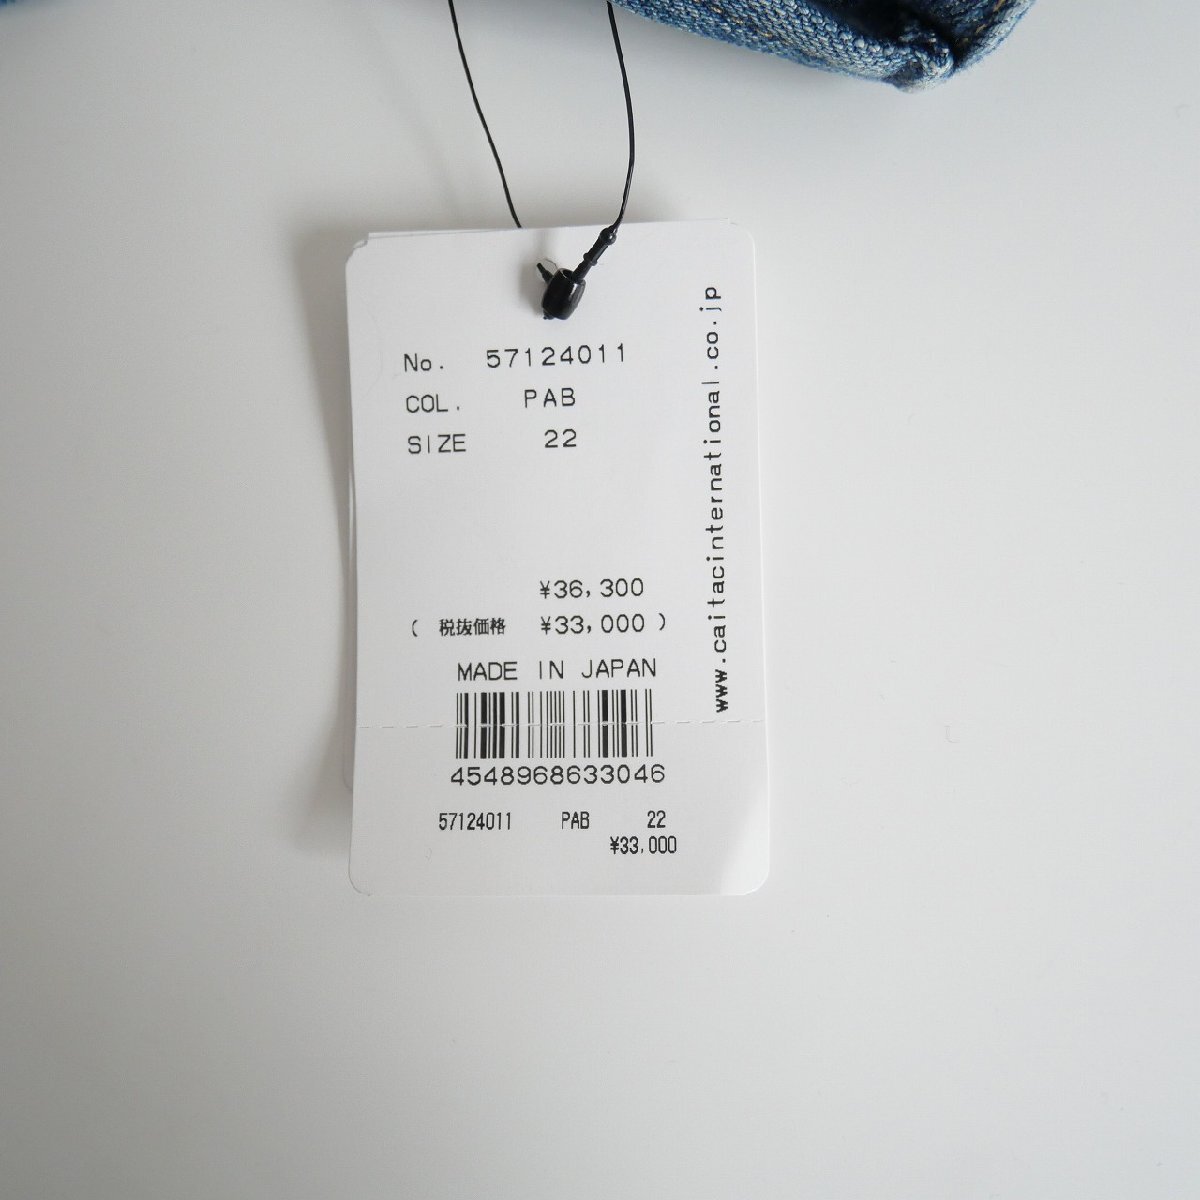 No. 57124011
COL. PAB
SIZE 22
¥36,300
( 税抜価格 ¥33,000 )
MADE IN JAPAN
4548968633046
57124011 PAB 22
¥33,000
www.caitacinternational.co.jp